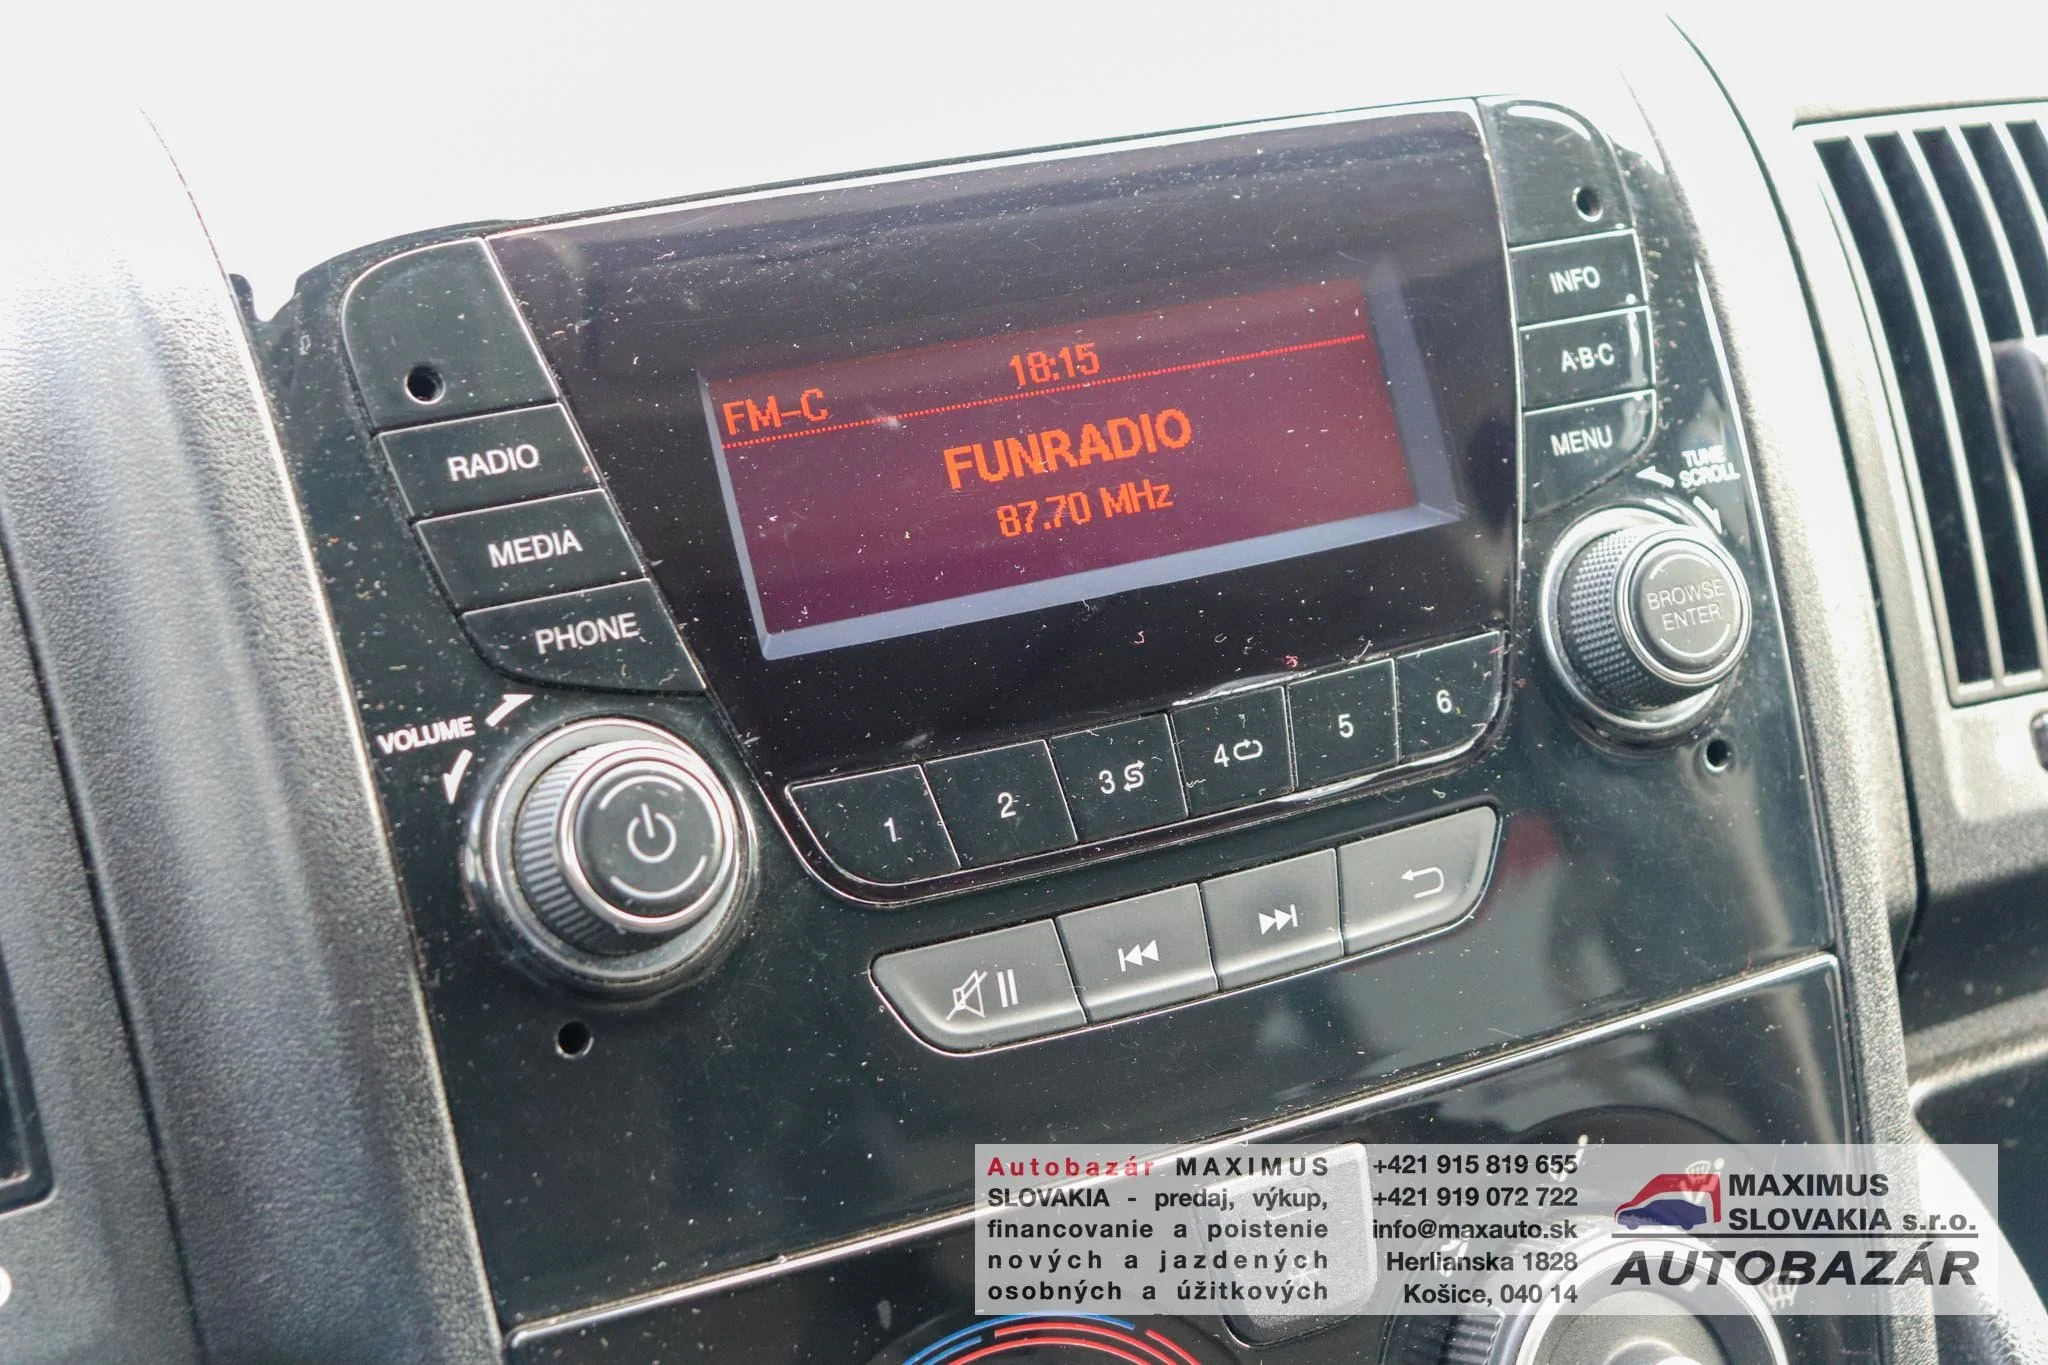 18:15
FM-C
FUNRADIO
87.70 MHz
RADIO
MEDIA
PHONE
VOLUME
INFO
A·B·C
MENU
TUNE
SCROLL
BROWSE
ENTER
1
2
3
4
5
6
Autobazár MAXIMUS
SLOVAKIA - predaj, výkup,
financovanie a poistenie
nových a jazdených
osobných a úžitkových
+421 915 819 655
+421 919 072 722
info@maxauto.sk
Herlianska 1828
Košice, 040 14
MAXIMUS
SLOVAKIA s.r.o.
AUTOBAZÁR